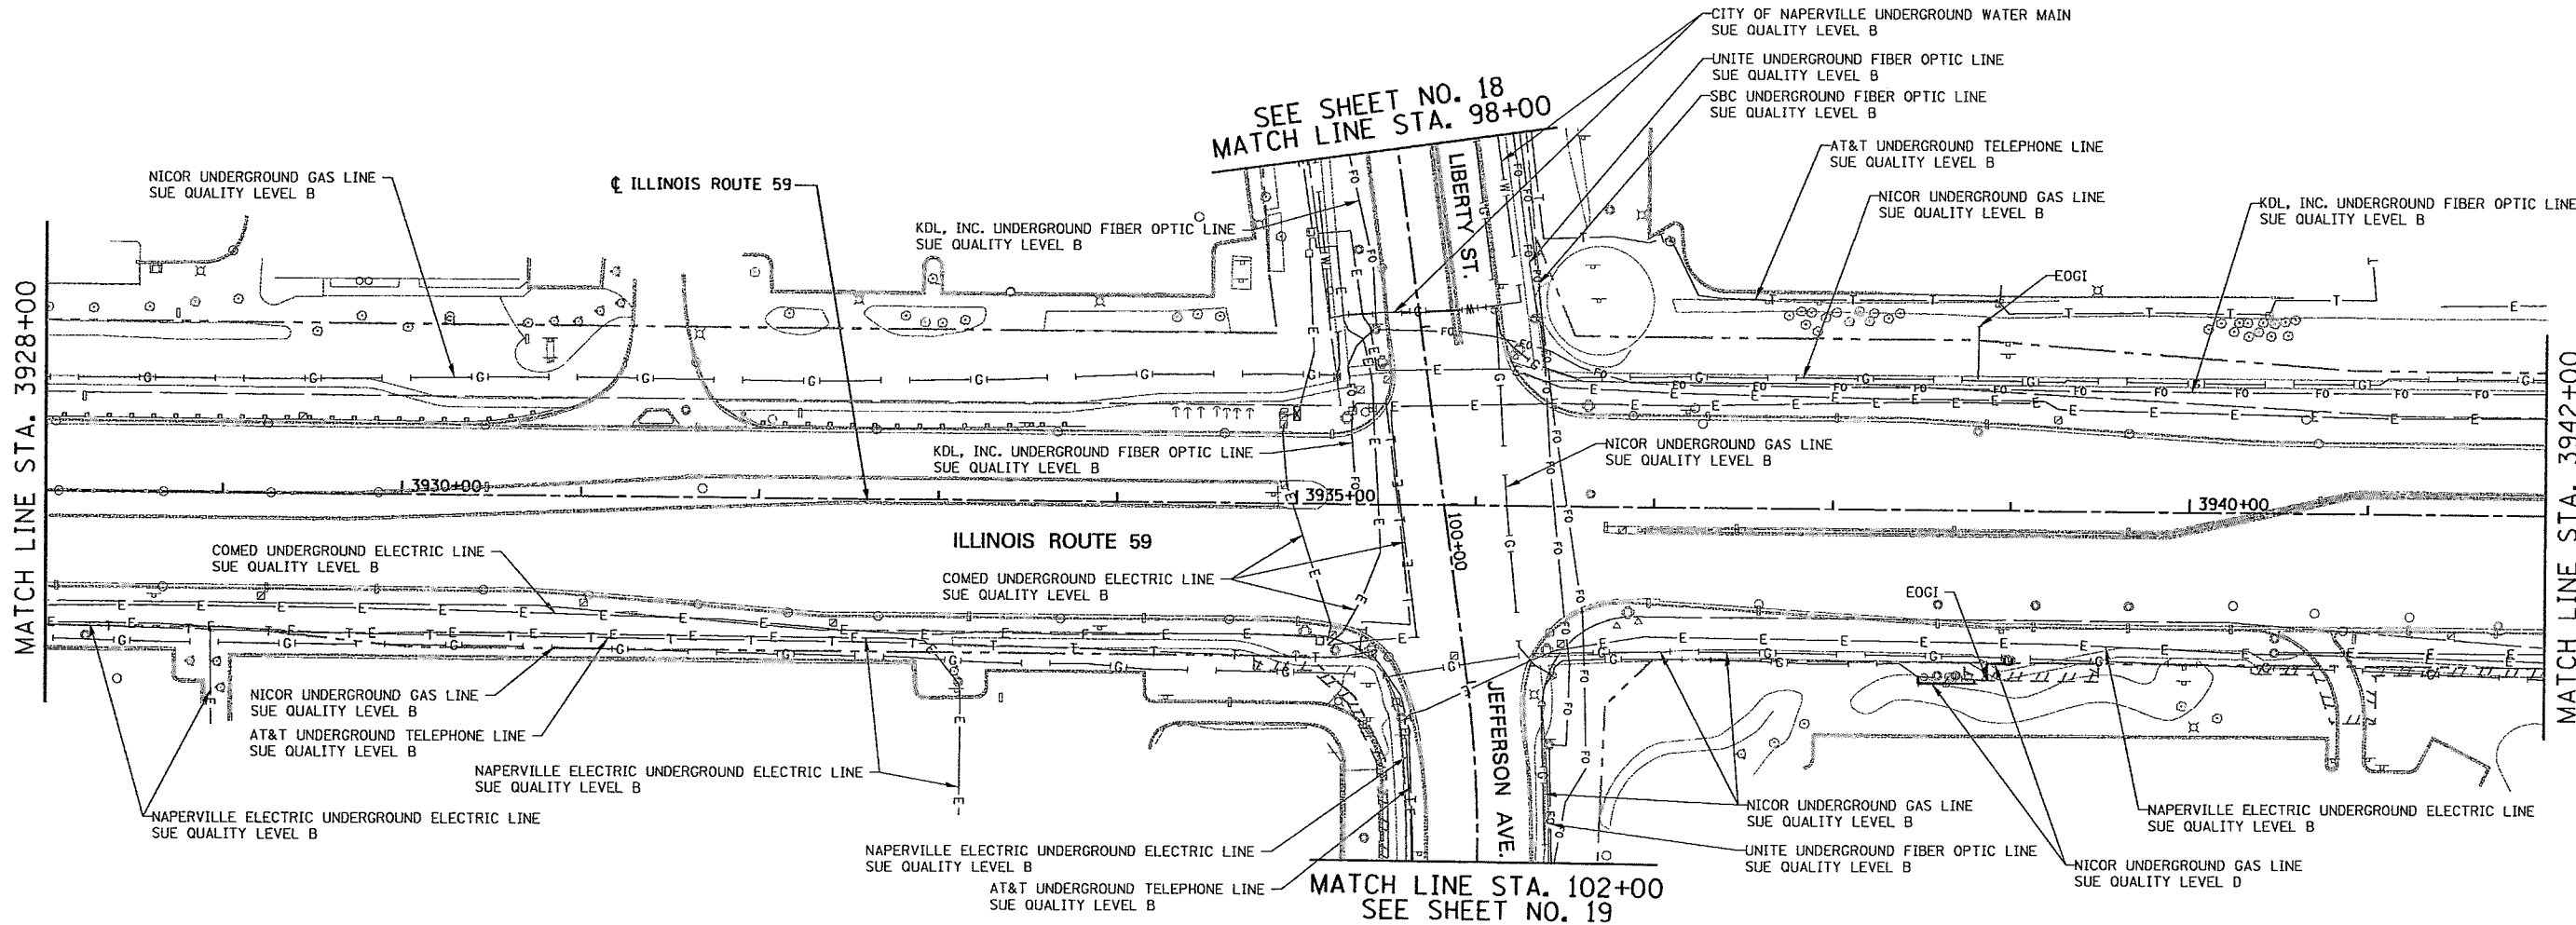 CITY OF NAPERVILLE UNDERGROUND WATER MAIN
SUE QUALITY LEVEL B
UNITE UNDERGROUND FIBER OPTIC LINE
SUE QUALITY LEVEL B
SBC UNDERGROUND FIBER OPTIC LINE
SUE QUALITY LEVEL B
SEE SHEET NO. 18
MATCH LINE STA. 98+00
AT&T UNDERGROUND TELEPHONE LINE
SUE QUALITY LEVEL B
NICOR UNDERGROUND GAS LINE
SUE QUALITY LEVEL B
℄ ILLINOIS ROUTE 59
LIBERTY ST.
NICOR UNDERGROUND GAS LINE
SUE QUALITY LEVEL B
KDL, INC. UNDERGROUND FIBER OPTIC LINE
SUE QUALITY LEVEL B
KDL, INC. UNDERGROUND FIBER OPTIC LINE
SUE QUALITY LEVEL B
EOGI
MATCH LINE STA. 3928+00
MATCH LINE STA. 3942+00
KDL, INC. UNDERGROUND FIBER OPTIC LINE
SUE QUALITY LEVEL B
NICOR UNDERGROUND GAS LINE
SUE QUALITY LEVEL B
3930+00
3935+00
3940+00
100+00
ILLINOIS ROUTE 59
COMED UNDERGROUND ELECTRIC LINE
SUE QUALITY LEVEL B
COMED UNDERGROUND ELECTRIC LINE
SUE QUALITY LEVEL B
EOGI
NICOR UNDERGROUND GAS LINE
SUE QUALITY LEVEL B
AT&T UNDERGROUND TELEPHONE LINE
SUE QUALITY LEVEL B
JEFFERSON AVE.
NAPERVILLE ELECTRIC UNDERGROUND ELECTRIC LINE
SUE QUALITY LEVEL B
NAPERVILLE ELECTRIC UNDERGROUND ELECTRIC LINE
SUE QUALITY LEVEL B
NICOR UNDERGROUND GAS LINE
SUE QUALITY LEVEL B
NAPERVILLE ELECTRIC UNDERGROUND ELECTRIC LINE
SUE QUALITY LEVEL B
NAPERVILLE ELECTRIC UNDERGROUND ELECTRIC LINE
SUE QUALITY LEVEL B
UNITE UNDERGROUND FIBER OPTIC LINE
SUE QUALITY LEVEL B
NICOR UNDERGROUND GAS LINE
SUE QUALITY LEVEL D
AT&T UNDERGROUND TELEPHONE LINE
SUE QUALITY LEVEL B
MATCH LINE STA. 102+00
SEE SHEET NO. 19